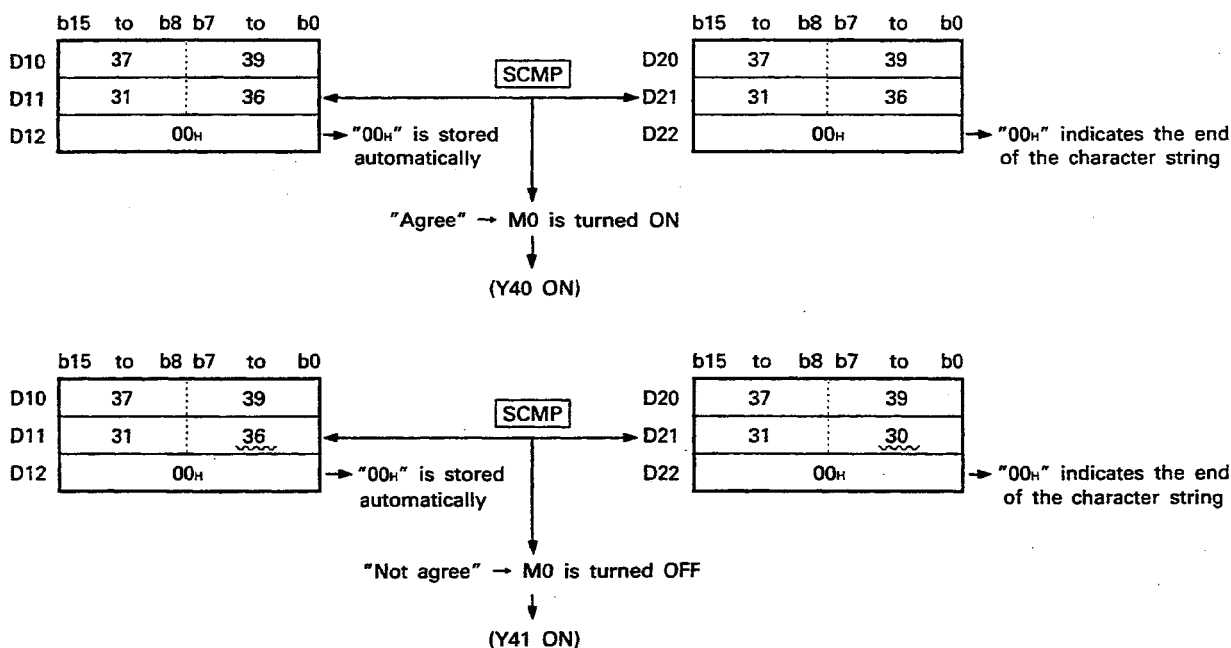 b15 to b8 b7 to b0 b15 to b8 b7 to b0
D10 37 39 D20 37 39
SCMP
D11 31 36 D21 31 36
D12 00H → "00H" is stored automatically D22 00H → "00H" indicates the end of the character string
"Agree" → M0 is turned ON
(Y40 ON)
b15 to b8 b7 to b0 b15 to b8 b7 to b0
D10 37 39 D20 37 39
SCMP
D11 31 36 D21 31 30
D12 00H → "00H" is stored automatically D22 00H → "00H" indicates the end of the character string
"Not agree" → M0 is turned OFF
(Y41 ON)